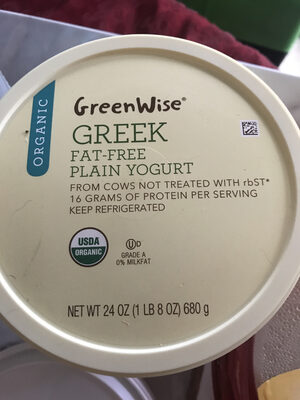 ORGANIC
GreenWise®
GREEK
FAT-FREE
PLAIN YOGURT
FROM COWS NOT TREATED WITH rbST*
16 GRAMS OF PROTEIN PER SERVING
KEEP REFRIGERATED
USDA
ORGANIC
UD
GRADE A
0% MILKFAT
NET WT 24 OZ (1 LB 8 OZ) 680 g